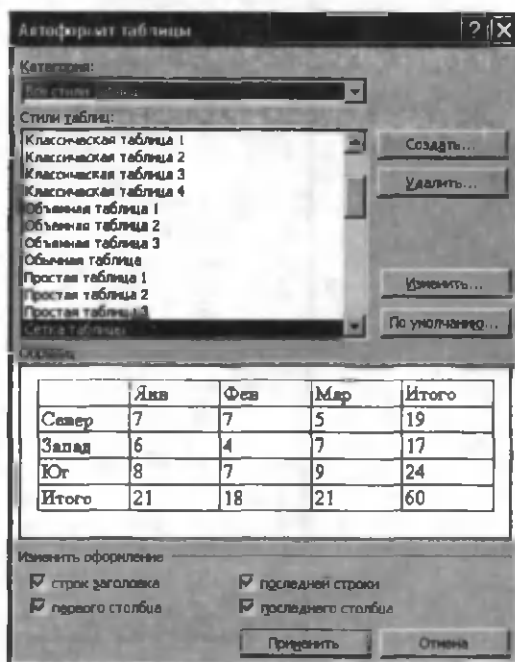 Автоформат таблицы
Категория:
Все стили таблиц
Стили таблиц:
Классическая таблица 1
Классическая таблица 2
Классическая таблица 3
Классическая таблица 4
Объемная таблица 1
Объемная таблица 2
Объемная таблица 3
Обычная таблица
Простая таблица 1
Простая таблица 2
Простая таблица 3
Сетка таблицы
Создать...
Удалить...
Изменить...
По умолчанию...
Образец
Янв Фев Мар Итого
Север 7 7 5 19
Запад 6 4 7 17
Юг 8 7 9 24
Итого 21 18 21 60
Изменить оформление
строк заголовка последней строки
первого столбца последнего столбца
Применить Отмена